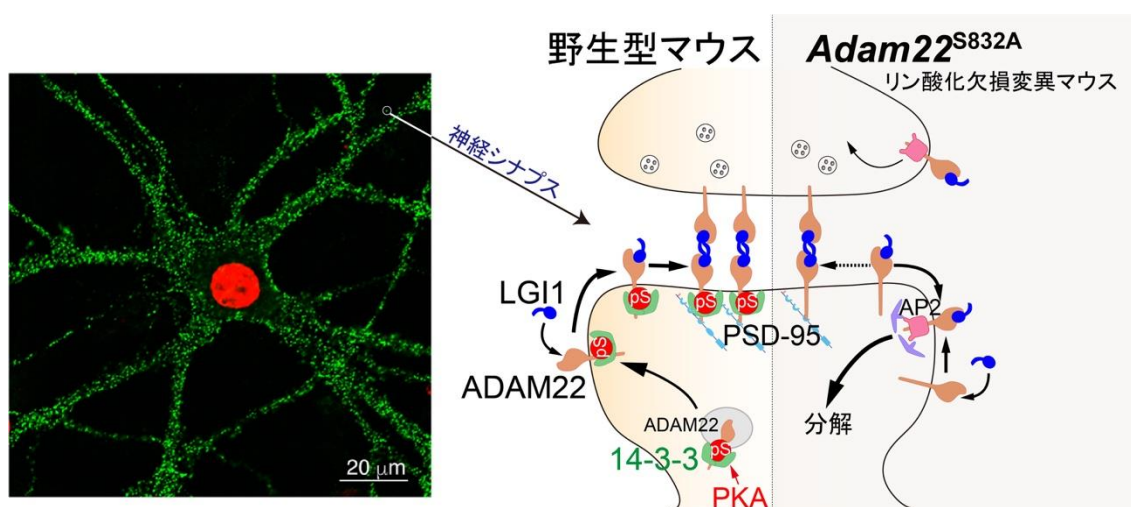 野生型マウス
Adam22S832A
リン酸化欠損変異マウス
神経シナプス
20 μm
LGI1
ADAM22
pS
pS
pS
pS
PSD-95
AP2
分解
ADAM22
14-3-3
pS
PKA